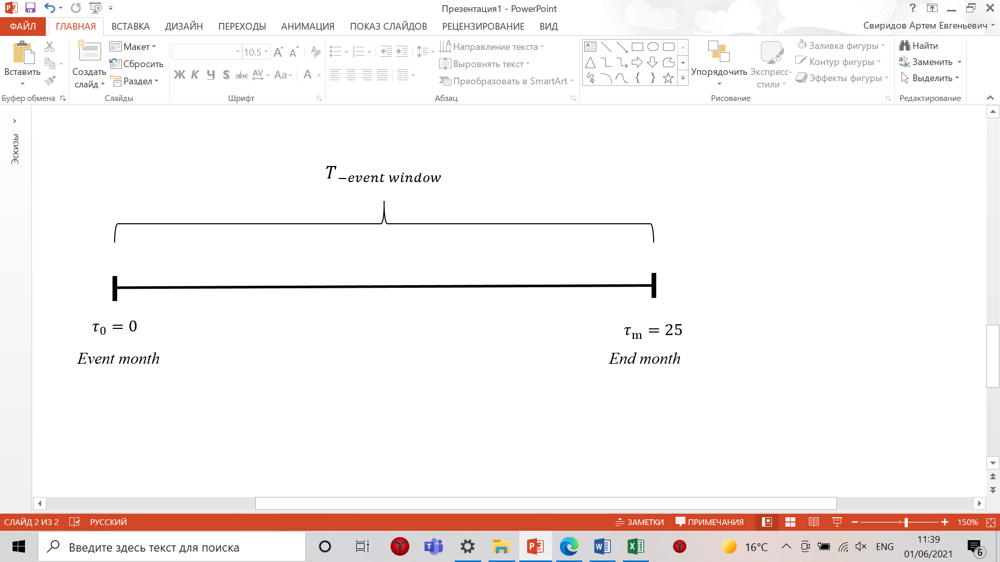 Презентация1 - PowerPoint
?
ФАЙЛ ГЛАВНАЯ ВСТАВКА ДИЗАЙН ПЕРЕХОДЫ АНИМАЦИЯ ПОКАЗ СЛАЙДОВ РЕЦЕНЗИРОВАНИЕ ВИД Свиридов Артем Евгеньевич
Вставить
Буфер обмена
Создать слайд
Макет
Сбросить
Раздел
Слайды
10.5
Ж К Ч S abc AV Aa A
Шрифт
Направление текста
Выровнять текст
Преобразовать в SmartArt
Абзац
Упорядочить
Экспресс-стили
Заливка фигуры
Контур фигуры
Эффекты фигуры
Рисование
Найти
Заменить
Выделить
Редактирование
Эскизы
T₋event window
τ₀ = 0
τₘ = 25
Event month
End month
СЛАЙД 2 ИЗ 2 РУССКИЙ ЗАМЕТКИ ПРИМЕЧАНИЯ 150%
Введите здесь текст для поиска
16°C ENG
11:39
01/06/2021
6